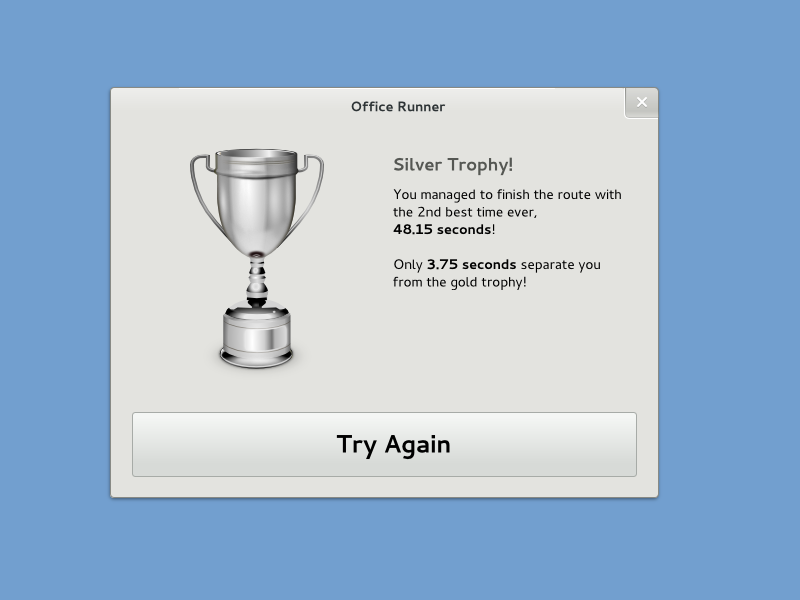 Office Runner
Silver Trophy!
You managed to finish the route with
the 2nd best time ever,
48.15 seconds!
Only 3.75 seconds separate you
from the gold trophy!
Try Again